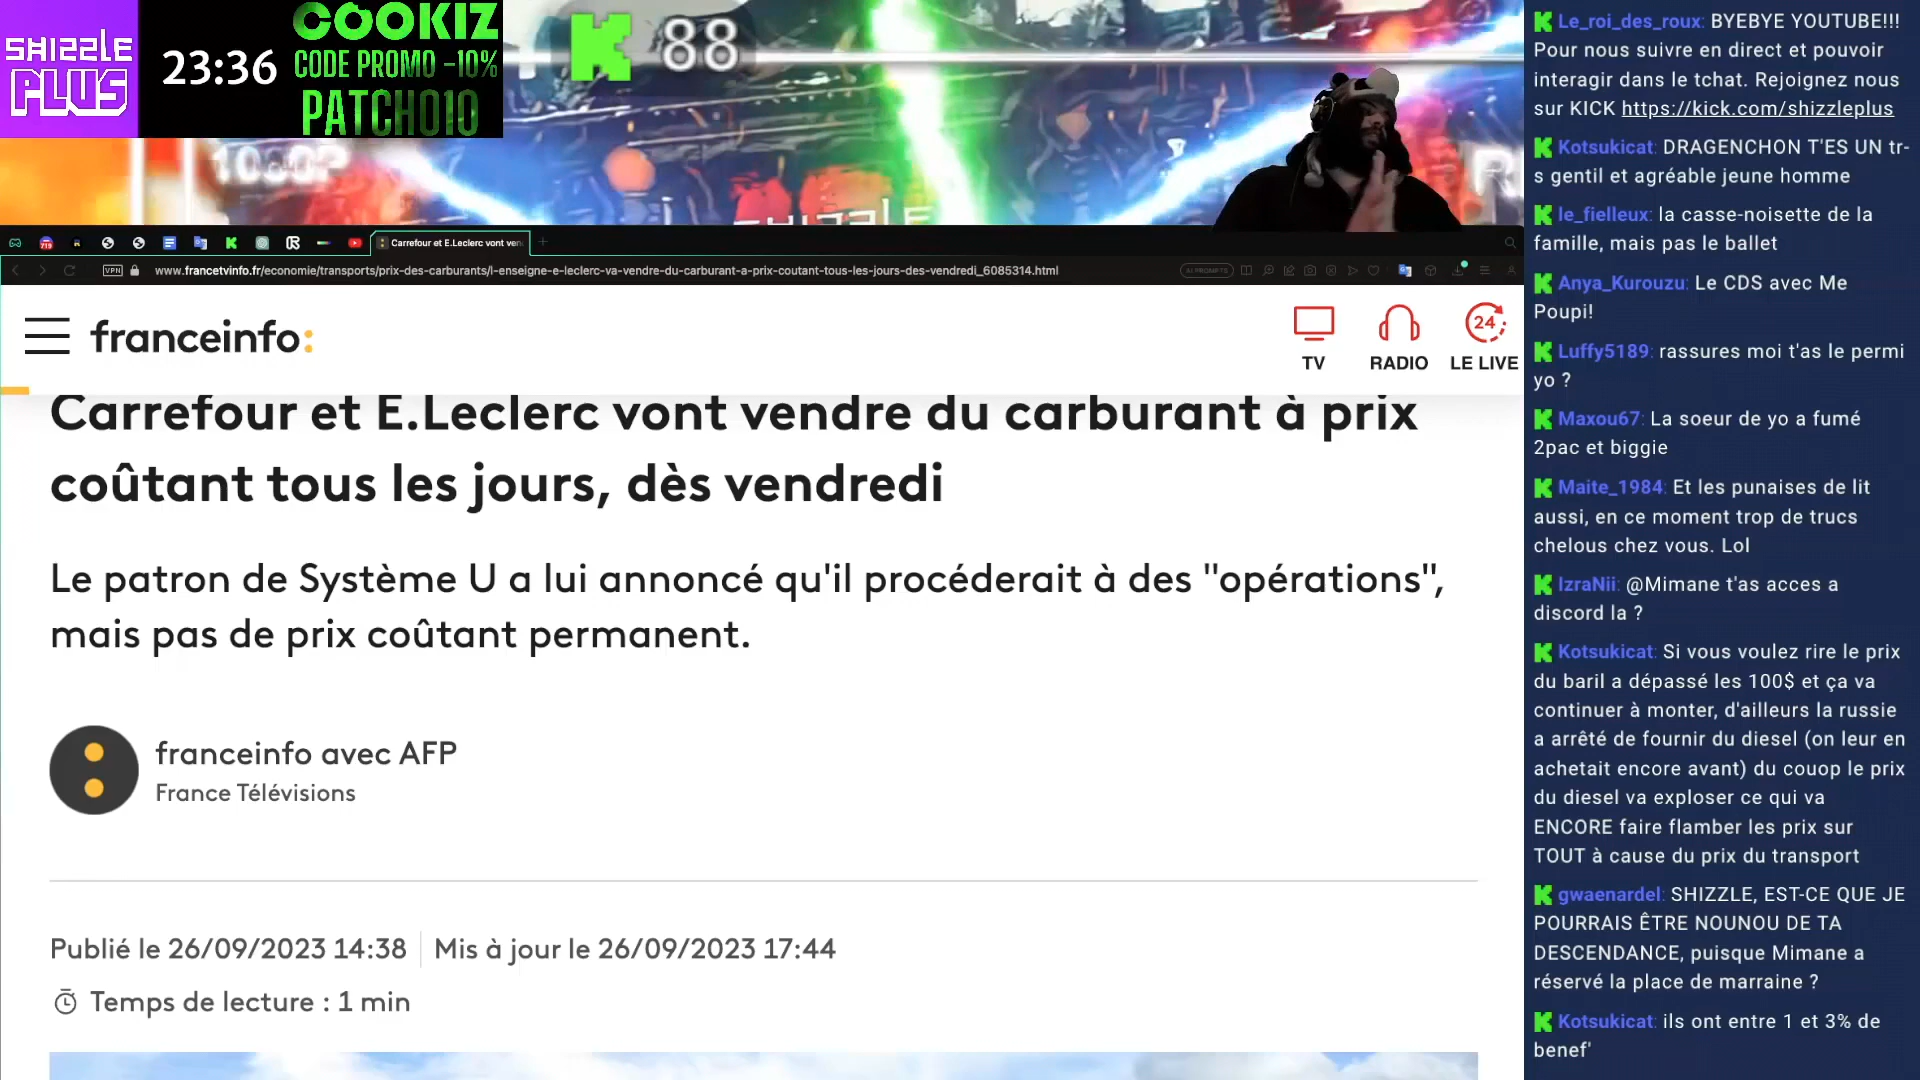 SHIZZLE
PLUS
23:36
COOKIZ
CODE PROMO -10%
PATCHO10
88
1080P
SHIZZLE
Carrefour et E.Leclerc vont ven
VPN
www.francetvinfo.fr/economie/transports/prix-des-carburants/l-enseigne-e-leclerc-va-vendre-du-carburant-a-prix-coutant-tous-les-jours-des-vendredi_6085314.html
AI PROMPTS
franceinfo:
TV
RADIO
24
LE LIVE
Carrefour et E.Leclerc vont vendre du carburant à prix
coûtant tous les jours, dès vendredi
Le patron de Système U a lui annoncé qu'il procéderait à des "opérations",
mais pas de prix coûtant permanent.
franceinfo avec AFP
France Télévisions
Publié le 26/09/2023 14:38
Mis à jour le 26/09/2023 17:44
Temps de lecture : 1 min
Le_roi_des_roux: BYEBYE YOUTUBE!!!
Pour nous suivre en direct et pouvoir
interagir dans le tchat. Rejoignez nous
sur KICK https://kick.com/shizzleplus
Kotsukicat: DRAGENCHON T'ES UN tr-
s gentil et agréable jeune homme
le_fielleux: la casse-noisette de la
famille, mais pas le ballet
Anya_Kurouzu: Le CDS avec Me
Poupi!
Luffy5189: rassures moi t'as le permi
yo ?
Maxou67: La soeur de yo a fumé
2pac et biggie
Maite_1984: Et les punaises de lit
aussi, en ce moment trop de trucs
chelous chez vous. Lol
IzraNii: @Mimane t'as acces a
discord la ?
Kotsukicat: Si vous voulez rire le prix
du baril a dépassé les 100$ et ça va
continuer à monter, d'ailleurs la russie
a arrêté de fournir du diesel (on leur en
achetait encore avant) du couop le prix
du diesel va exploser ce qui va
ENCORE faire flamber les prix sur
TOUT à cause du prix du transport
gwaenardel: SHIZZLE, EST-CE QUE JE
POURRAIS ÊTRE NOUNOU DE TA
DESCENDANCE, puisque Mimane a
réservé la place de marraine ?
Kotsukicat: ils ont entre 1 et 3% de
benef'